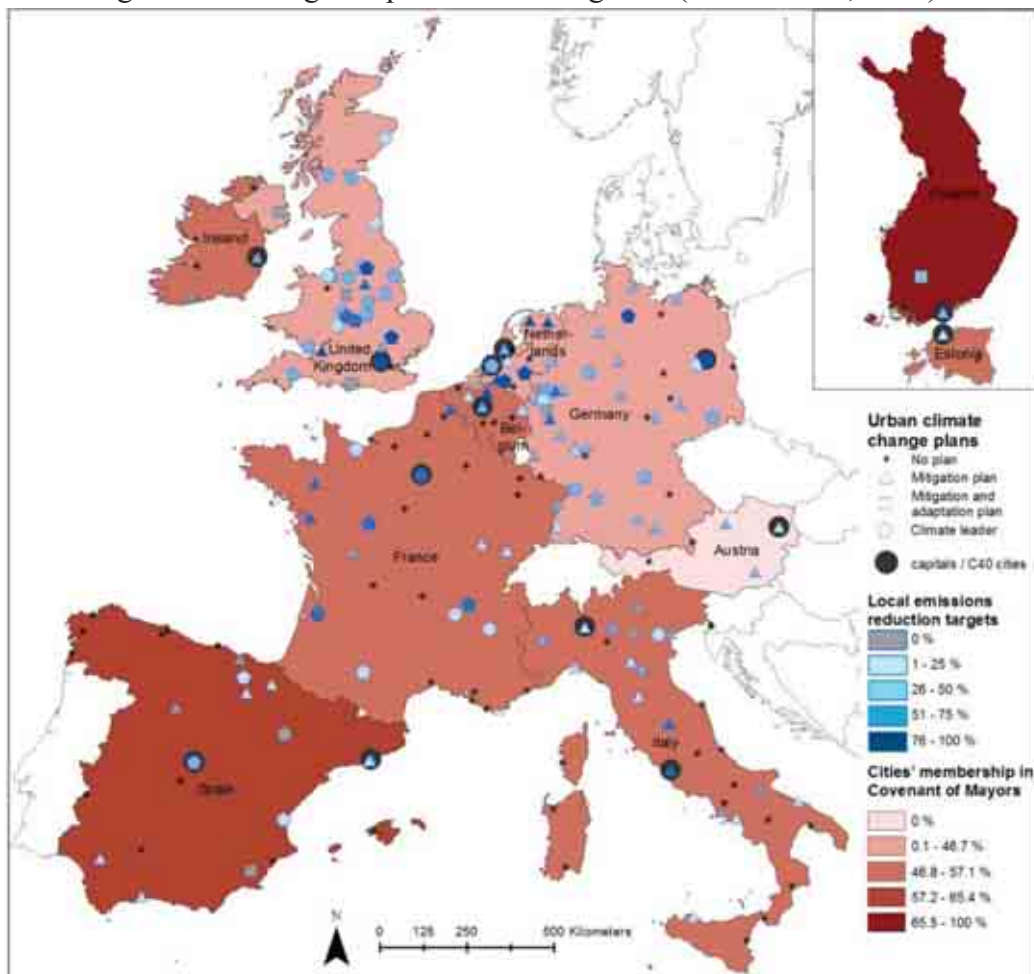 Ireland
United
Kingdom
Nether-
lands
Bel-
gium
Germany
France
Austria
Italy
Spain
Finland
Estonia
Urban climate
change plans
No plan
Mitigation plan
Mitigation and
adaptation plan
Climate leader
capitals / C40 cities
Local emissions
reduction targets
0 %
1 - 25 %
26 - 50 %
51 - 75 %
76 - 100 %
Cities' membership in
Covenant of Mayors
0 %
0.1 - 46.7 %
46.8 - 57.1 %
57.2 - 65.4 %
65.5 - 100 %
N
0 125 250 500 Kilometers